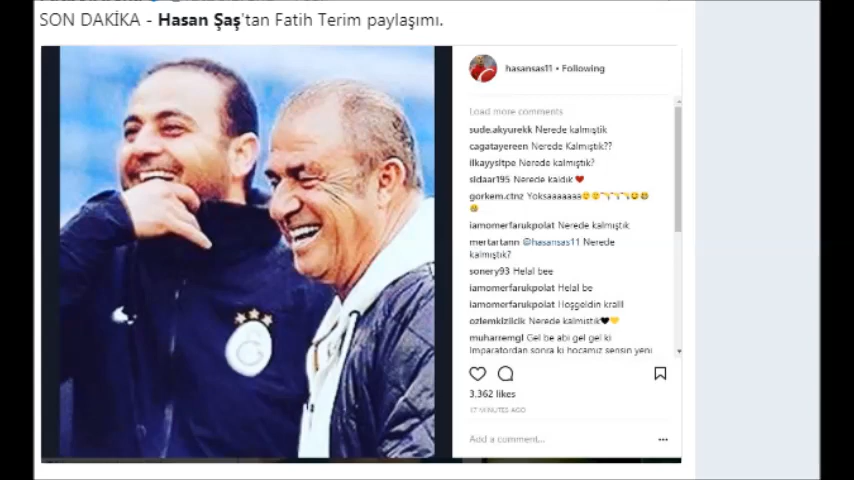 SON DAKİKA - Hasan Şaş'tan Fatih Terim paylaşımı.
hasansas11 • Following
Load more comments
sude.akyurekk Nerede kalmıstik
cagatayereen Nerede Kalmıştık??
ilkayysitpe Nerede kalmıştık?
sidaar195 Nerede kaldık ❤
gorkem.ctnz Yoksaaaaaaa
iamomerfarukpolat Nerede kalmıştık
mertartann @hasansas11 Nerede
kalmıştık?
sonery93 Helal bee
iamomerfarukpolat Helal be
iamomerfarukpolat Hoşgeldin kralll
ozlemkizilcik Nerede kalmıstık🖤💛
muharremgl Gel be abi gel gel ki
Imparatordan sonra ki hocamız sensin yeni
3,362 likes
17 MINUTES AGO
Add a comment...